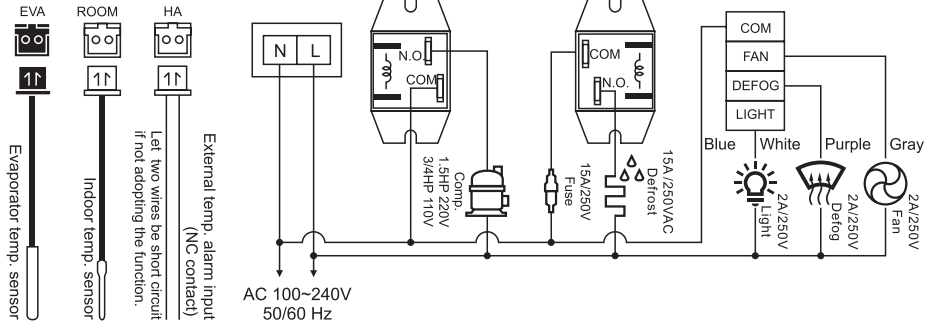 EVA
ROOM
HA
Evaporator temp. sensor
Indoor temp. sensor
Let two wires be short circuit
if not adopting the function.
External temp. alarm input
(NC contact)
N
L
N.O.
COM
COM
N.O.
COM
FAN
DEFOG
LIGHT
Blue
White
Purple
Gray
Comp.
1.5HP 220V
3/4HP 110V
15A/250V
Fuse
15A /250VAC
Defrost
2A/250V
Light
2A/250V
Defog
2A/250V
Fan
AC 100~240V
50/60 Hz